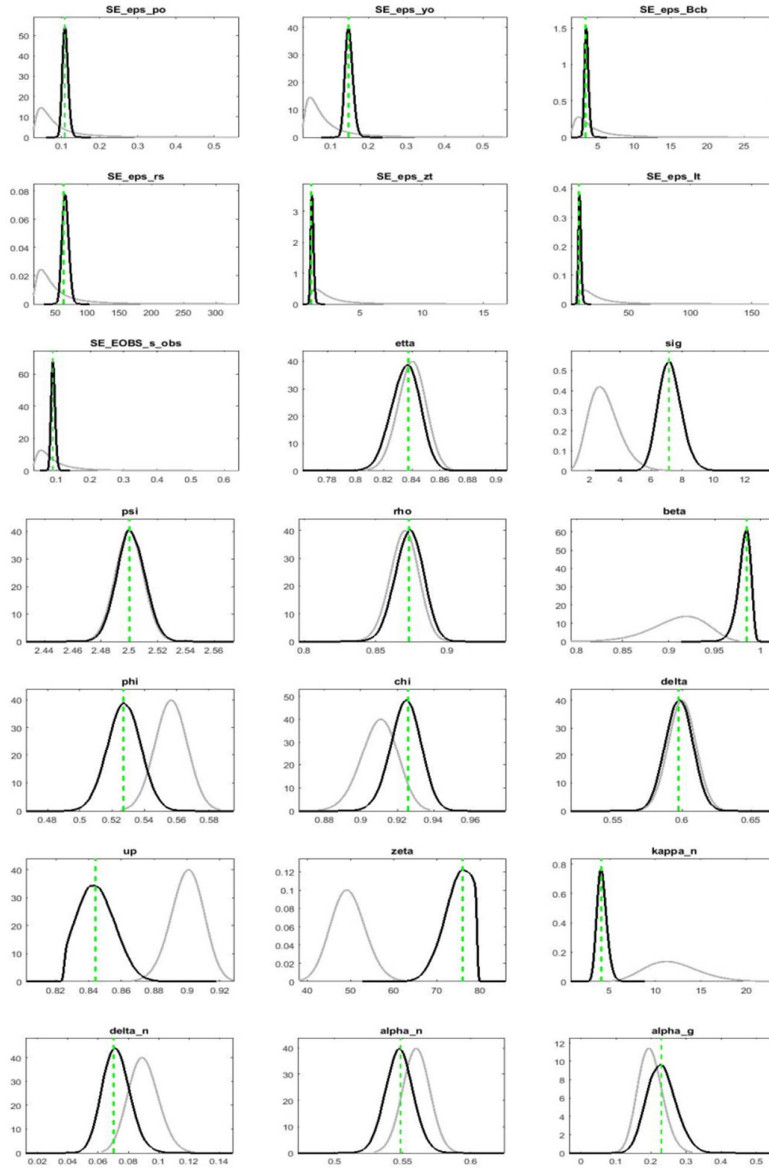 SE_eps_po SE_eps_yo SE_eps_Bcb
50 40 1.5
40 30 1
30 20 0.5
20 10 0
10 0
0
0.1 0.2 0.3 0.4 0.5 0.1 0.2 0.3 0.4 0.5 5 10 15 20 25
SE_eps_rs SE_eps_zt SE_eps_lt
0.08 3 0.4
0.06 2 0.3
0.04 1 0.2
0.02 0 0.1
0 0
50 100 150 200 250 300 5 10 15 50 100 150
SE_EOBS_s_obs etta sig
60 40 0.5
40 30 0.4
20 20 0.3
0 10 0.2
0 0.1
0
0.1 0.2 0.3 0.4 0.5 0.6 0.78 0.8 0.82 0.84 0.86 0.88 0.9 2 4 6 8 10 12
psi rho beta
40 40 60
30 30 50
20 20 40
10 10 30
0 0 20
10
0
2.44 2.46 2.48 2.5 2.52 2.54 2.56 0.8 0.85 0.9 0.8 0.85 0.9 0.95 1
phi chi delta
40 50 40
30 40 30
20 30 20
10 20 10
0 10 0
0
0.48 0.5 0.52 0.54 0.56 0.58 0.88 0.9 0.92 0.94 0.96 0.55 0.6 0.65
up zeta kappa_n
40 0.12 0.8
30 0.1 0.6
20 0.08 0.4
10 0.06 0.2
0 0.04 0
0.02
0
0.82 0.84 0.86 0.88 0.9 0.92 40 50 60 70 80 5 10 15 20
delta_n alpha_n alpha_g
40 40 12
30 30 10
20 20 8
10 10 6
0 0 4
2
0
0.02 0.04 0.06 0.08 0.1 0.12 0.14 0.5 0.55 0.6 0 0.1 0.2 0.3 0.4 0.5